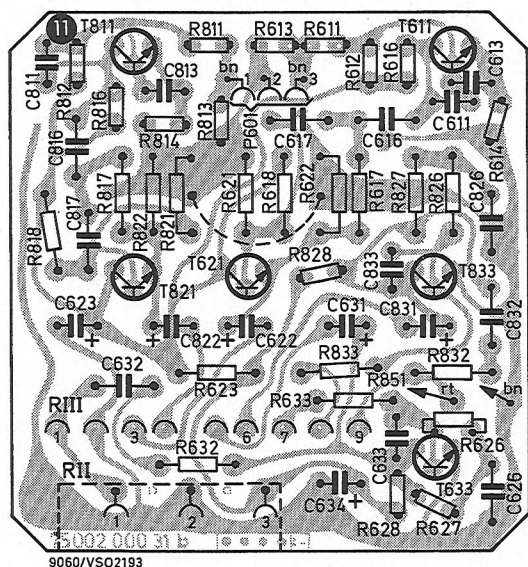 11 T811 R811 R613 R611 T611
bn bn
C811 R812 R816 C813 R813 1 2 3 R612 R616 C613
P601
C816 R814 C617 C616 C611 R614
R817 R822 R821 R621 R618 R622 R617 R827 R826 C826
R818 C817
T621 R828 C833 T833
T821
C623 C822 C622 C631 C831 C832
+ + + + + +
C632 R623 R833 R832
R851 rt bn
RIII R633
1 3 6 7 9 R626
R632 C633
RII T633
C634 + R628 R627 C626
1 2 3
75002 000 31 b
9060/VSO2193